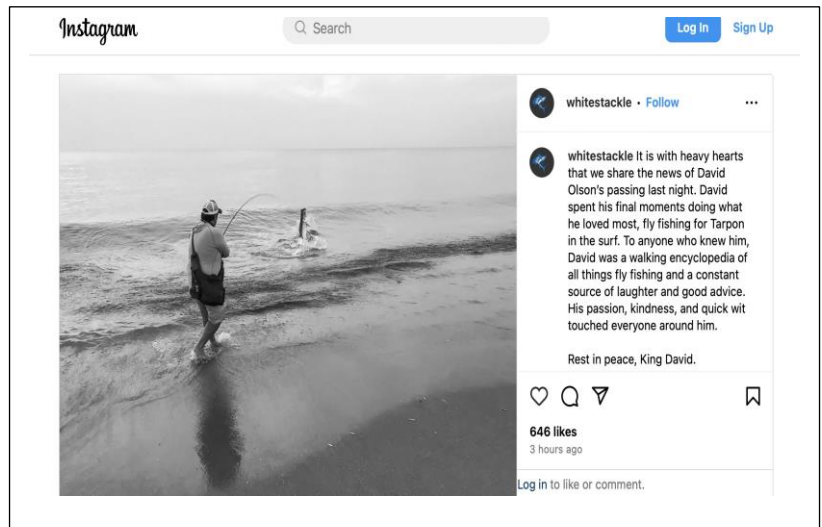 Instagram
Search
Log In
Sign Up
whitestackle • Follow
whitestackle It is with heavy hearts
that we share the news of David
Olson's passing last night. David
spent his final moments doing what
he loved most, fly fishing for Tarpon
in the surf. To anyone who knew him,
David was a walking encyclopedia of
all things fly fishing and a constant
source of laughter and good advice.
His passion, kindness, and quick wit
touched everyone around him.
Rest in peace, King David.
646 likes
3 hours ago
Log in to like or comment.